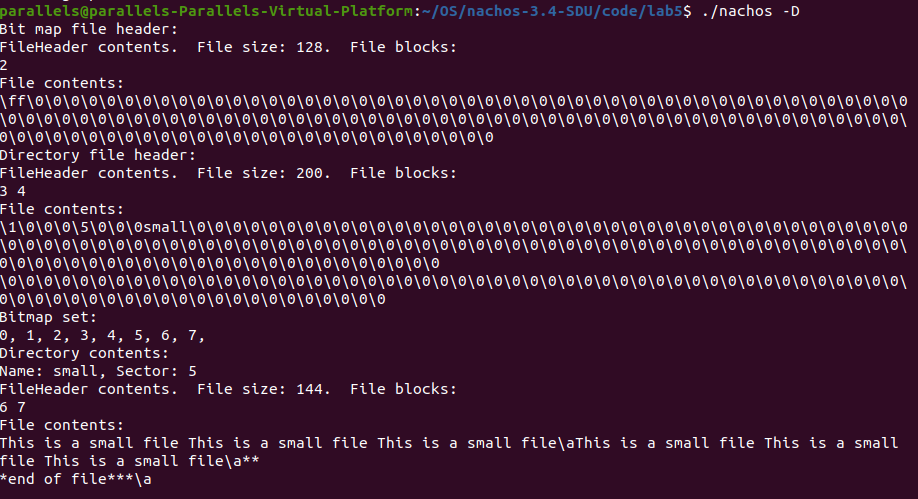 parallels@parallels-Parallels-Virtual-Platform:~/OS/nachos-3.4-SDU/code/lab5$ ./nachos -D
Bit map file header:
FileHeader contents.  File size: 128.  File blocks:
2
File contents:
\ff\0\0\0\0\0\0\0\0\0\0\0\0\0\0\0\0\0\0\0\0\0\0\0\0\0\0\0\0\0\0\0\0\0\0\0\0\0\0\0\0\0\0\0\0\0\0\0\0\0
\0\0\0\0\0\0\0\0\0\0\0\0\0\0\0\0\0\0\0\0\0\0\0\0\0\0\0\0\0\0\0\0\0\0\0\0\0\0\0\0\0\0\0\0\0\0\0\0\0\0\
0\0\0\0\0\0\0\0\0\0\0\0\0\0\0\0\0\0\0\0\0\0\0\0\0\0\0\0
Directory file header:
FileHeader contents.  File size: 200.  File blocks:
3 4
File contents:
\1\0\0\0\5\0\0\0small\0\0\0\0\0\0\0\0\0\0\0\0\0\0\0\0\0\0\0\0\0\0\0\0\0\0\0\0\0\0\0\0\0\0\0\0\0\0\0\0
\0\0\0\0\0\0\0\0\0\0\0\0\0\0\0\0\0\0\0\0\0\0\0\0\0\0\0\0\0\0\0\0\0\0\0\0\0\0\0\0\0\0\0\0\0\0\0\0\0\0\
0\0\0\0\0\0\0\0\0\0\0\0\0\0\0\0\0\0\0\0\0\0\0\0\0
\0\0\0\0\0\0\0\0\0\0\0\0\0\0\0\0\0\0\0\0\0\0\0\0\0\0\0\0\0\0\0\0\0\0\0\0\0\0\0\0\0\0\0\0\0\0\0\0\0\0\
0\0\0\0\0\0\0\0\0\0\0\0\0\0\0\0\0\0\0\0\0\0
Bitmap set:
0, 1, 2, 3, 4, 5, 6, 7,
Directory contents:
Name: small, Sector: 5
FileHeader contents.  File size: 144.  File blocks:
6 7
File contents:
This is a small file This is a small file This is a small file\aThis is a small file This is a small
file This is a small file\a**
*end of file***\a